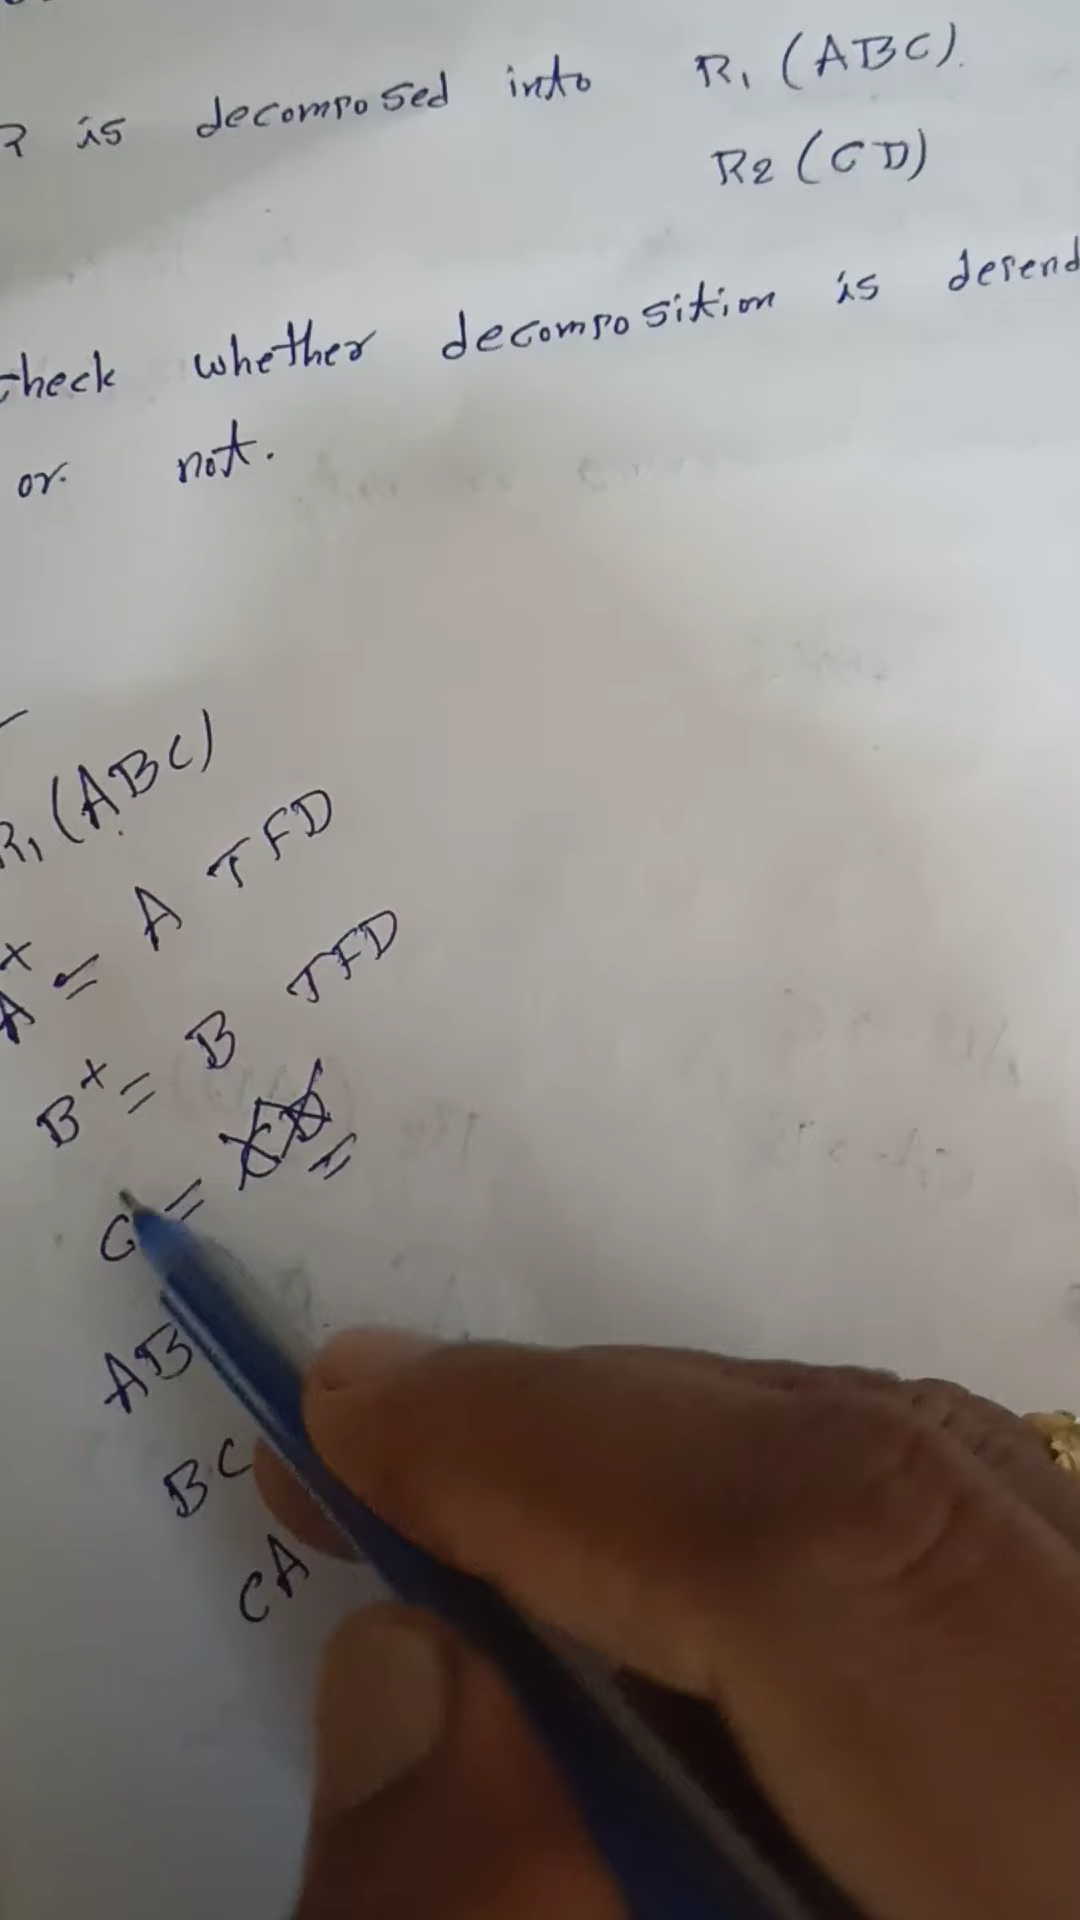 R is decomposed into R1 (ABC).
R2 (CD)
check whether decomposition is depend
or not.
R1 (ABC)
A+ = A TFD
B+ = B TFD
C =
AB
BC
CA